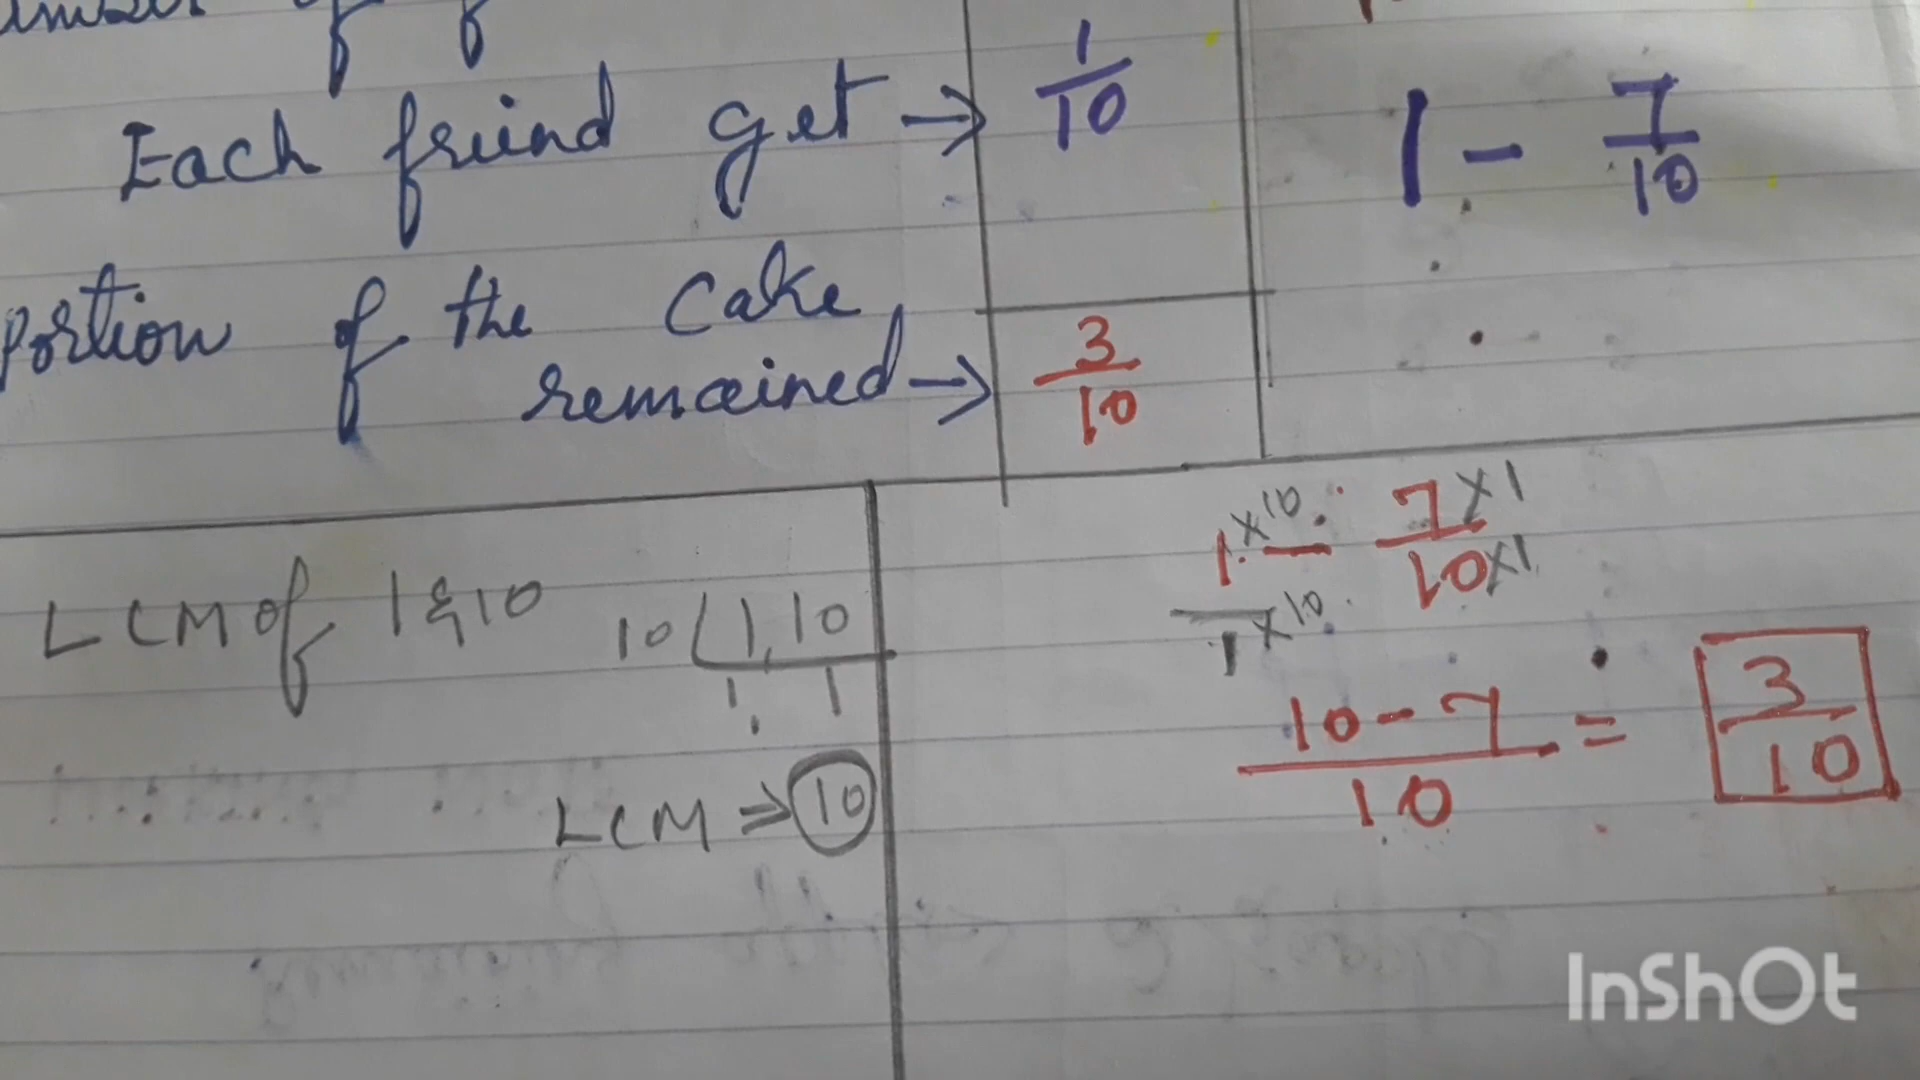 Each friend get → 1/10
1 - 7/10
Portion of the cake
remained → 3/10
LCM of 1 & 10
10 | 1, 10
1, 1
LCM ⇒ 10
1×10/1×10 - 7×1/10×1
10 - 7/10 = 3/10
InShOt